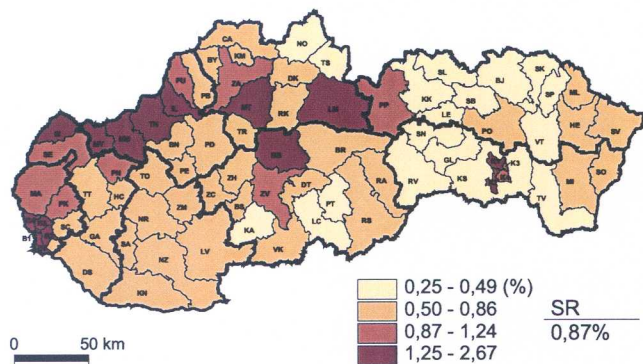 CA
NO
BY
KM
TS
PU
ZA
DK
SK
BJ
SL
ML
PB
MT
RK
LM
PP
KK
SB
SP
HE
SV
IL
TN
LE
PO
VT
BN
PD
TR
SN
BR
SE
PE
GL
K3
MI
SO
MA
PN
TO
ZH
ZC
ZV
DT
RA
RV
KS
TV
TT
HC
PK
NR
ZM
BS
PT
KA
LC
RS
SC
GA
SA
LV
VK
DS
NZ
KN
0,25 - 0,49 (%)
0,50 - 0,86
0,87 - 1,24
1,25 - 2,67
SR
0,87%
0 50 km